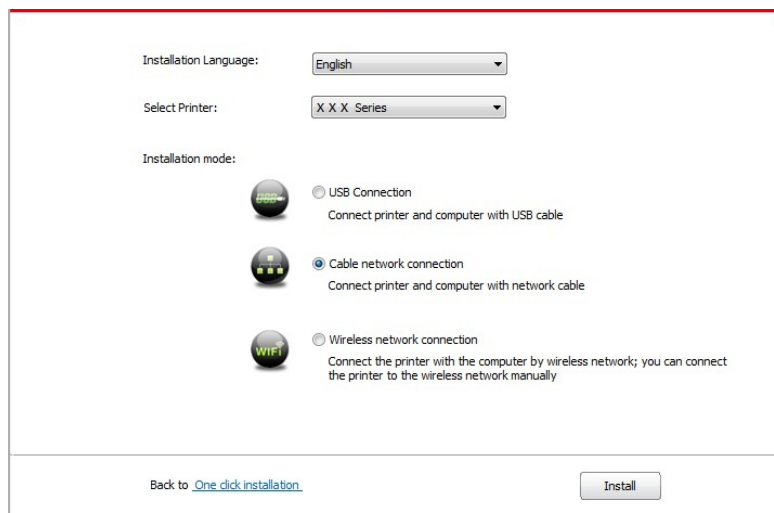 Installation Language:
English
Select Printer:
X X X Series
Installation mode:
USB
USB Connection
Connect printer and computer with USB cable
Cable network connection
Connect printer and computer with network cable
WiFi
Wireless network connection
Connect the printer with the computer by wireless network; you can connect
the printer to the wireless network manually
Back to One click installation
Install